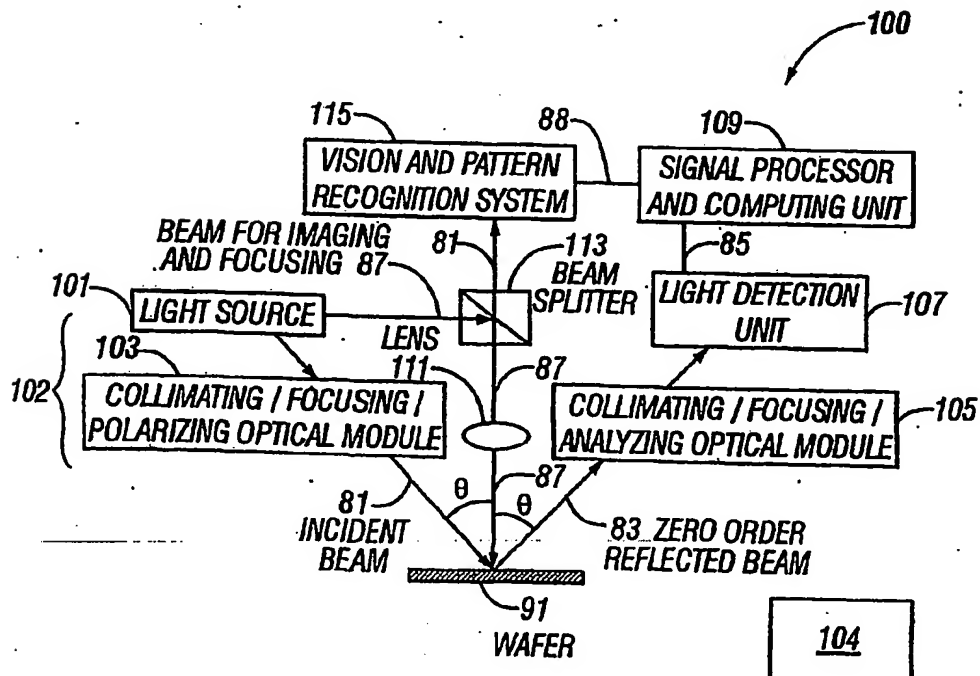 100
115
88
109
VISION AND PATTERN
RECOGNITION SYSTEM
SIGNAL PROCESSOR
AND COMPUTING UNIT
BEAM FOR IMAGING
AND FOCUSING 87
81
113
BEAM
SPLITTER
85
101
LIGHT SOURCE
LENS
LIGHT DETECTION
UNIT
107
103
111
87
102
COLLIMATING / FOCUSING /
POLARIZING OPTICAL MODULE
COLLIMATING / FOCUSING /
ANALYZING OPTICAL MODULE
105
87
81
INCIDENT
BEAM
θ
θ
83 ZERO ORDER
REFLECTED BEAM
91
WAFER
104